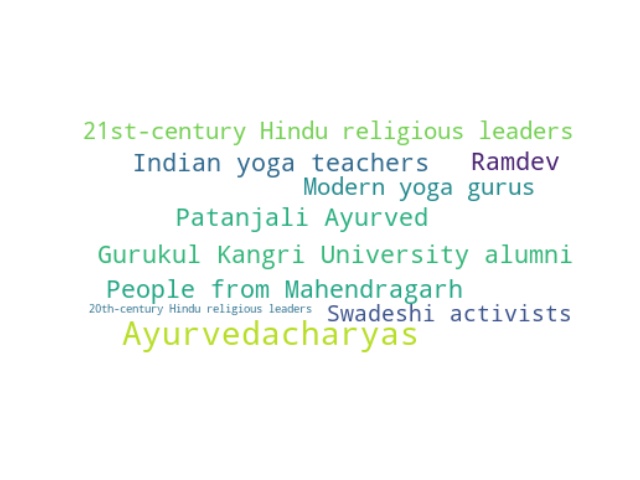 21st-century Hindu religious leaders
Indian yoga teachers
Ramdev
Modern yoga gurus
Patanjali Ayurved
Gurukul Kangri University alumni
People from Mahendragarh
20th-century Hindu religious leaders
Swadeshi activists
Ayurvedacharyas